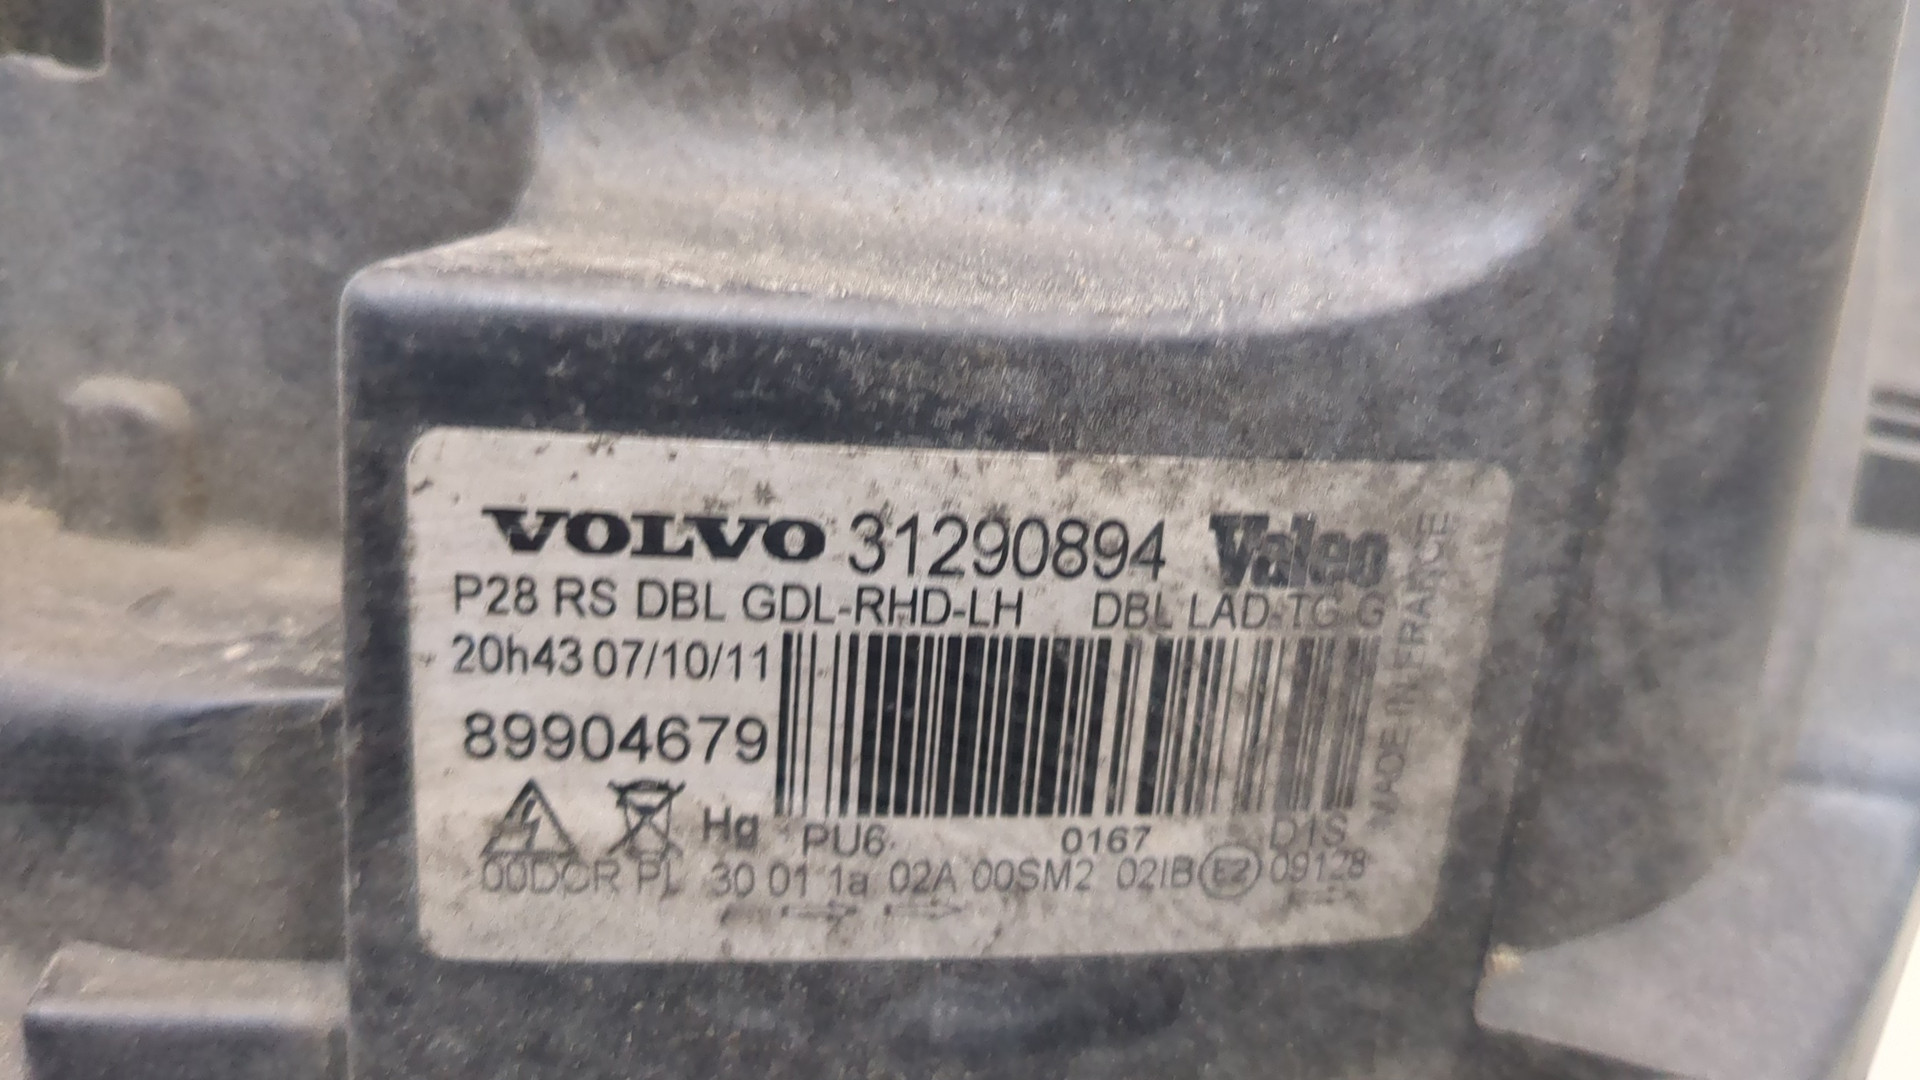 VOLVO 31290894 Valeo
P28 RS DBL GDL-RHD-LH DBL LAD-TG-G
20h43 07/10/11
89904679
Hg PU6 0167 D1S
00DCR PL 30 01 1a 02A 00SM2 02IB E2 09128
MADE IN FRANCE